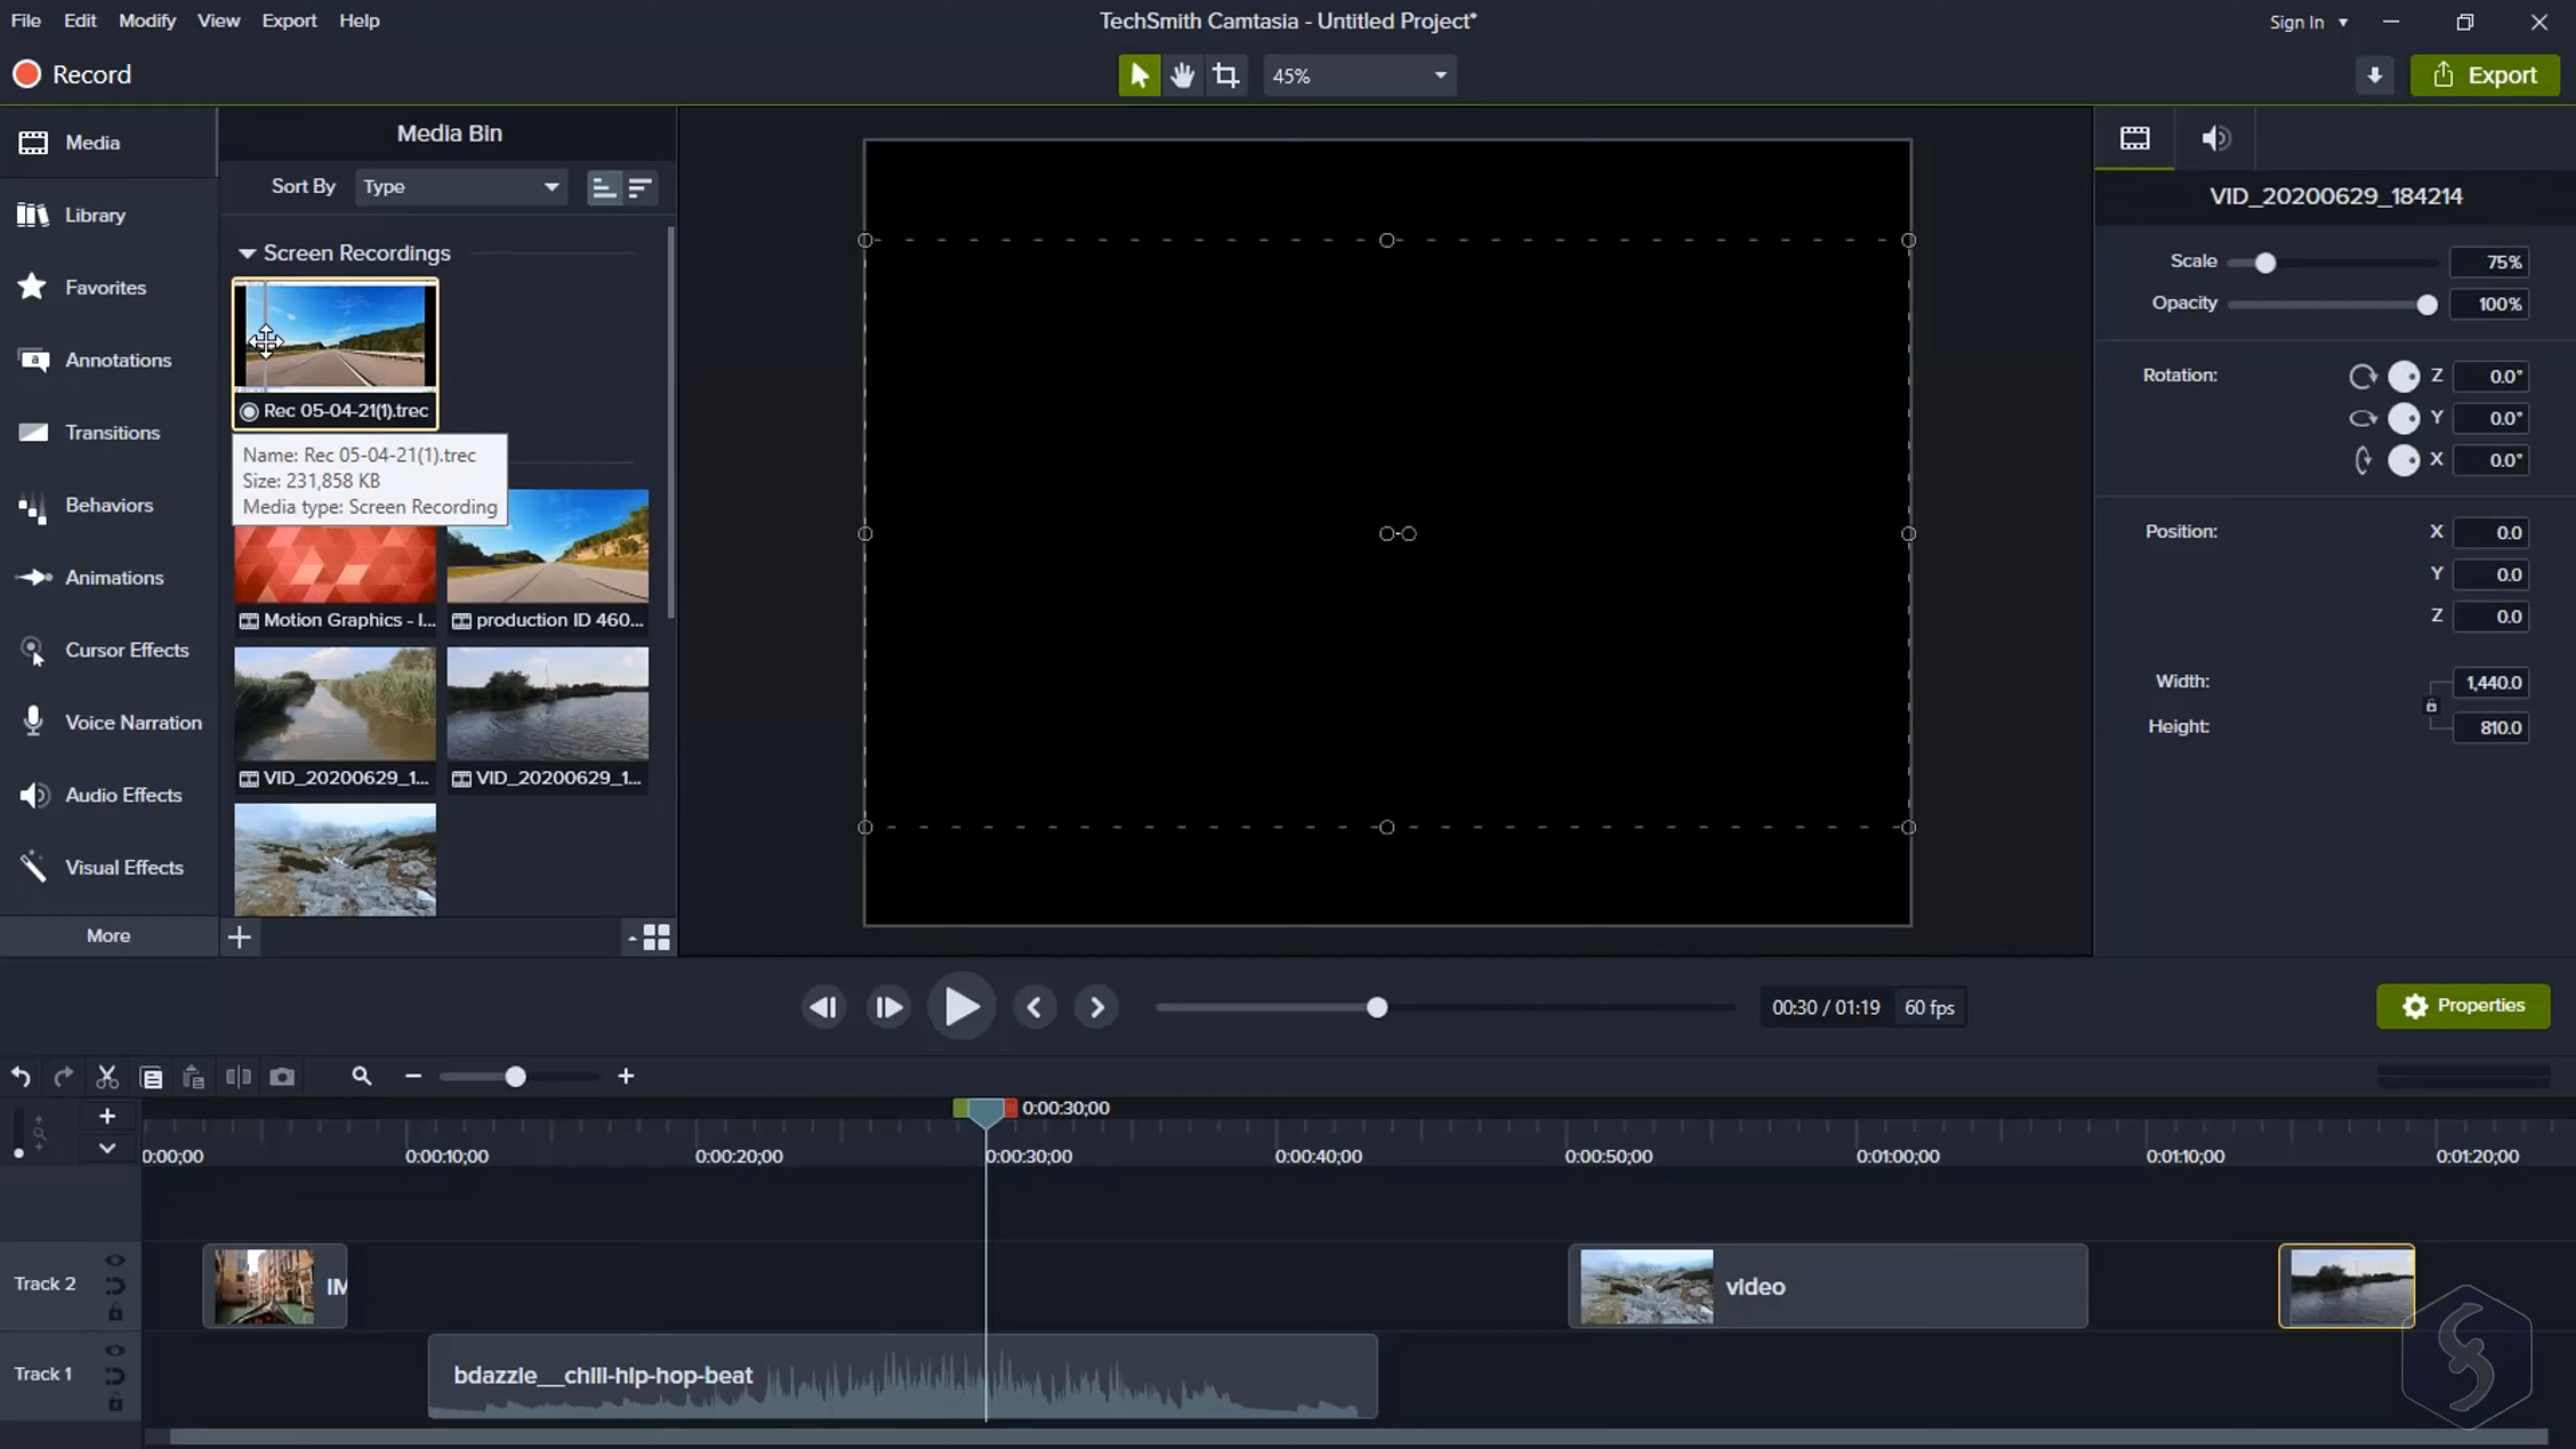 File Edit Modify View Export Help
TechSmith Camtasia - Untitled Project*
Sign In
Record
45%
Export
Media
Library
Favorites
Annotations
Transitions
Behaviors
Animations
Cursor Effects
Voice Narration
Audio Effects
Visual Effects
More
Media Bin
Sort By Type
Screen Recordings
Rec 05-04-21(1).trec
Name: Rec 05-04-21(1).trec
Size: 231,858 KB
Media type: Screen Recording
Motion Graphics - I... production ID 460...
VID_20200629_1... VID_20200629_1...
VID_20200629_184214
Scale 75%
Opacity 100%
Rotation: Z 0.0°
Y 0.0°
X 0.0°
Position: X 0.0
Y 0.0
Z 0.0
Width: 1,440.0
Height: 810.0
00:30 / 01:19 60 fps
Properties
0:00:30;00
0:00;00 0:00:10;00 0:00:20;00 0:00:30;00 0:00:40;00 0:00:50;00 0:01:00;00 0:01:10;00 0:01:20;00
Track 2 IM video
Track 1 bdazzle__chill-hip-hop-beat